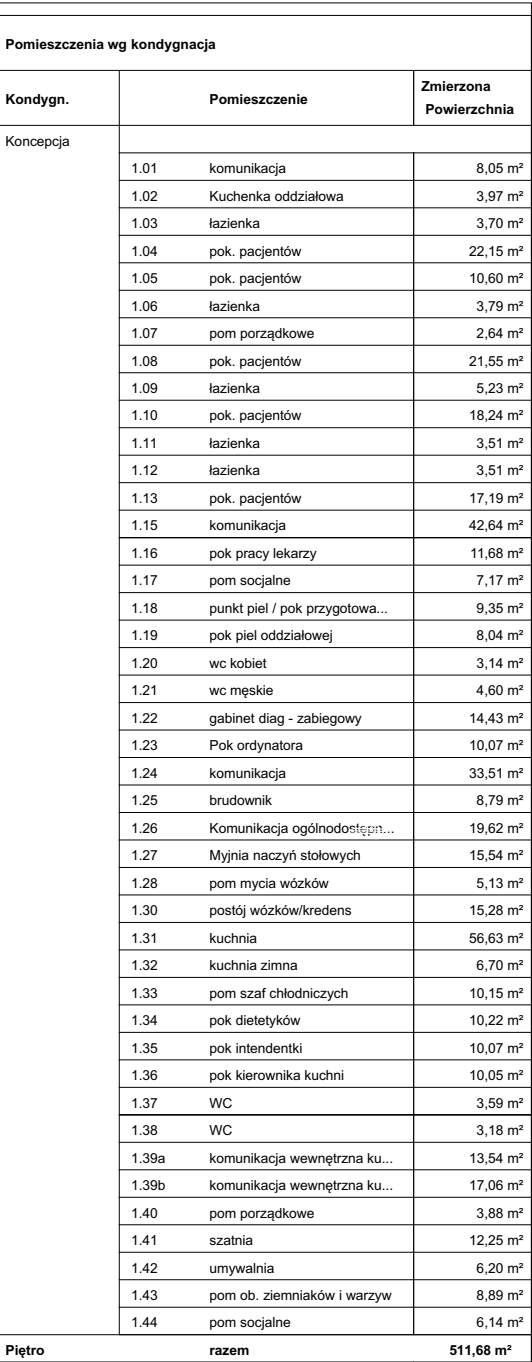 Pomieszczenia wg kondygnacja
Kondygn. Pomieszczenie Zmierzona Powierzchnia
Koncepcja
1.01 komunikacja 8,05 m²
1.02 Kuchenka oddziałowa 3,97 m²
1.03 łazienka 3,70 m²
1.04 pok. pacjentów 22,15 m²
1.05 pok. pacjentów 10,60 m²
1.06 łazienka 3,79 m²
1.07 pom porządkowe 2,64 m²
1.08 pok. pacjentów 21,55 m²
1.09 łazienka 5,23 m²
1.10 pok. pacjentów 18,24 m²
1.11 łazienka 3,51 m²
1.12 łazienka 3,51 m²
1.13 pok. pacjentów 17,19 m²
1.15 komunikacja 42,64 m²
1.16 pok pracy lekarzy 11,68 m²
1.17 pom socjalne 7,17 m²
1.18 punkt piel / pok przygotowa... 9,35 m²
1.19 pok piel oddziałowej 8,04 m²
1.20 wc kobiet 3,14 m²
1.21 wc męskie 4,60 m²
1.22 gabinet diag - zabiegowy 14,43 m²
1.23 Pok ordynatora 10,07 m²
1.24 komunikacja 33,51 m²
1.25 brudownik 8,79 m²
1.26 Komunikacja ogólnodostępn... 19,62 m²
1.27 Myjnia naczyń stołowych 15,54 m²
1.28 pom mycia wózków 5,13 m²
1.30 postój wózków/kredens 15,28 m²
1.31 kuchnia 56,63 m²
1.32 kuchnia zimna 6,70 m²
1.33 pom szaf chłodniczych 10,15 m²
1.34 pok dietetyków 10,22 m²
1.35 pok intendentki 10,07 m²
1.36 pok kierownika kuchni 10,05 m²
1.37 WC 3,59 m²
1.38 WC 3,18 m²
1.39a komunikacja wewnętrzna ku... 13,54 m²
1.39b komunikacja wewnętrzna ku... 17,06 m²
1.40 pom porządkowe 3,88 m²
1.41 szatnia 12,25 m²
1.42 umywalnia 6,20 m²
1.43 pom ob. ziemniaków i warzyw 8,89 m²
1.44 pom socjalne 6,14 m²
Piętro razem 511,68 m²